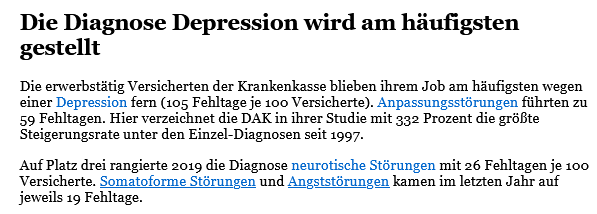 Die Diagnose Depression wird am häufigsten
gestellt
Die erwerbstätig Versicherten der Krankenkasse blieben ihrem Job am häufigsten wegen
einer Depression fern (105 Fehltage je 100 Versicherte). Anpassungsstörungen führten zu
59 Fehltagen. Hier verzeichnet die DAK in ihrer Studie mit 332 Prozent die größte
Steigerungsrate unter den Einzel-Diagnosen seit 1997.
Auf Platz drei rangierte 2019 die Diagnose neurotische Störungen mit 26 Fehltagen je 100
Versicherte. Somatoforme Störungen und Angststörungen kamen im letzten Jahr auf
jeweils 19 Fehltage.